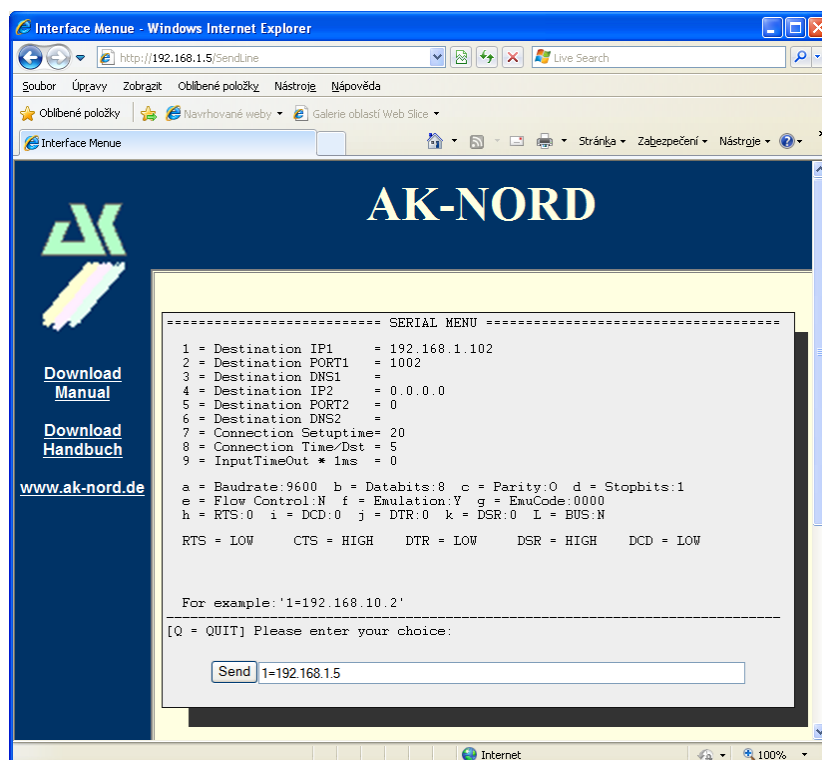 Interface Menue - Windows Internet Explorer
http://192.168.1.5/SendLine
Live Search
Soubor Úpravy Zobrazit Oblíbené položky Nástroje Nápověda
Oblíbené položky Navrhované weby Galerie oblastí Web Slice
Interface Menue Stránka Zabezpečení Nástroje
AK-NORD
Download
Manual
Download
Handbuch
www.ak-nord.de
=========================== SERIAL MENU =====================================
1 = Destination IP1 = 192.168.1.102
2 = Destination PORT1 = 1002
3 = Destination DNS1 =
4 = Destination IP2 = 0.0.0.0
5 = Destination PORT2 = 0
6 = Destination DNS2 =
7 = Connection Setuptime= 20
8 = Connection Time/Dst = 5
9 = InputTimeOut * 1ms = 0
a = Baudrate:9600 b = Databits:8 c = Parity:O d = Stopbits:1
e = Flow Control:N f = Emulation:Y g = EmuCode:0000
h = RTS:0 i = DCD:0 j = DTR:0 k = DSR:0 L = BUS:N
RTS = LOW CTS = HIGH DTR = LOW DSR = HIGH DCD = LOW
For example:'1=192.168.10.2'
[Q = QUIT] Please enter your choice:
Send 1=192.168.1.5
Internet 100%